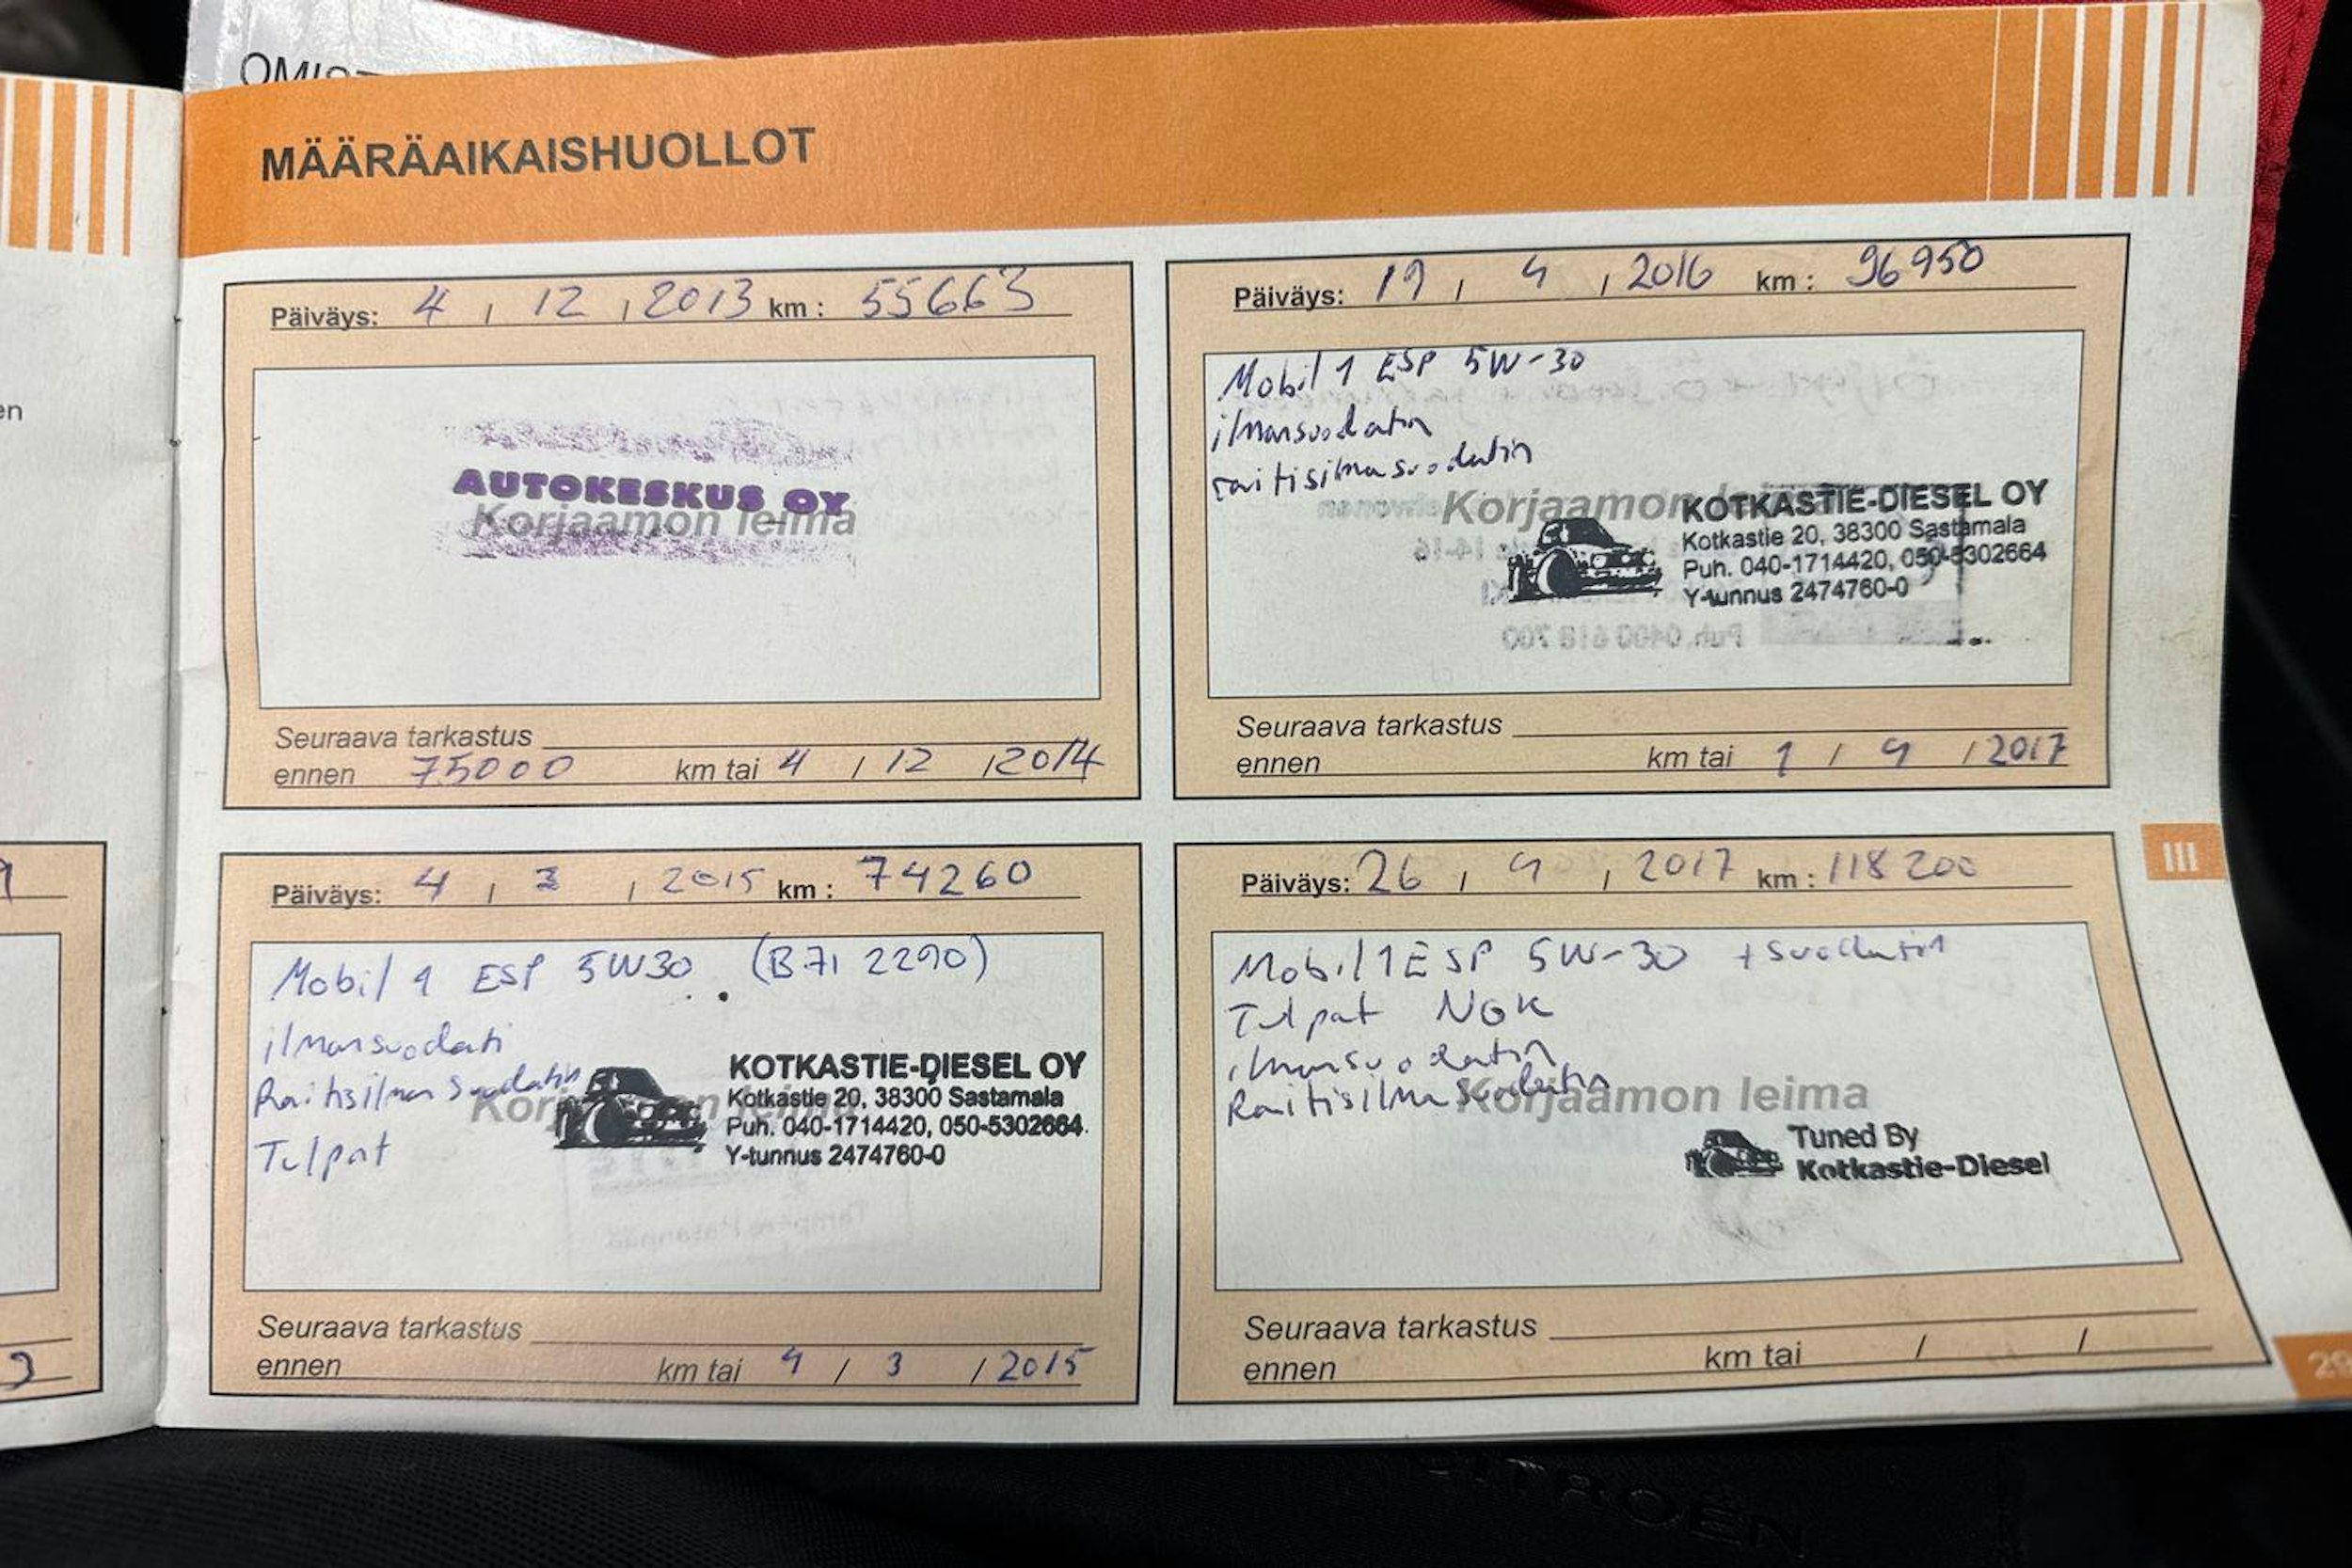 MÄÄRÄAIKAISHUOLLOT
Päiväys: 4 / 12 / 2013 km : 55663
AUTOKESKUS OY
Korjaamon leima
Seuraava tarkastus
ennen 75000 km tai 4 / 12 / 2014
Päiväys: 4 / 3 / 2015 km : 74260
Mobil 1 ESP 5W30 (B71 2290)
ilmansuodati
Raitisilmansuodatin
Tulpat
Korjaamon leima
KOTKASTIE-DIESEL OY
Kotkastie 20, 38300 Sastamala
Puh. 040-1714420, 050-5302664
Y-tunnus 2474760-0
Seuraava tarkastus
ennen km tai 4 / 3 / 2015
Päiväys: 19 / 4 / 2016 km : 96950
Mobil 1 ESP 5W-30
ilmansuodatin
raitisilmasuodatin
Korjaamon leima
KOTKASTIE-DIESEL OY
Kotkastie 20, 38300 Sastamala
Puh. 040-1714420, 050-5302664
Y-tunnus 2474760-0
Seuraava tarkastus
ennen km tai 1 / 9 / 2017
Päiväys: 26 / 9 / 2017 km : 118200
Mobil 1 ESP 5W-30 + suodatin
Tulpat NGK
ilmansuodatin
Raitisilmasuodatin
Korjaamon leima
Tuned By
Kotkastie-Diesel
Seuraava tarkastus
ennen km tai / /
III
CITROËN